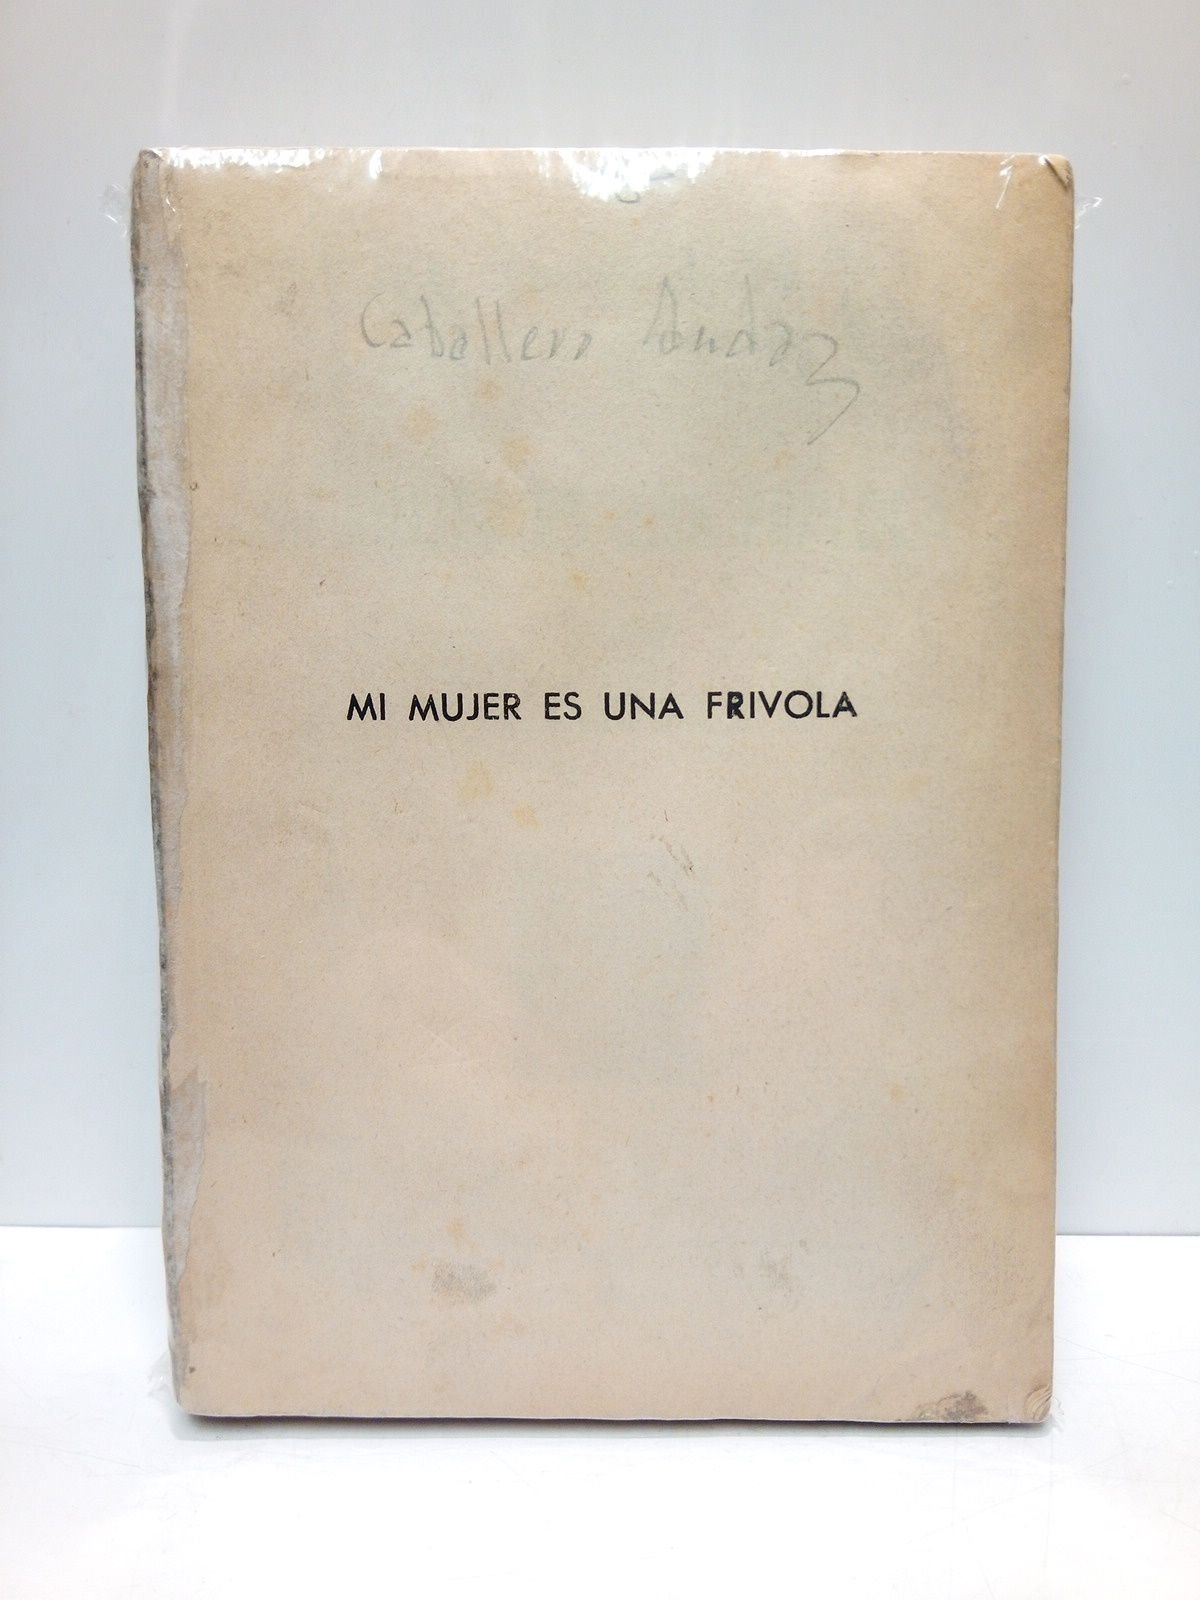 Caballero Audaz
MI MUJER ES UNA FRIVOLA